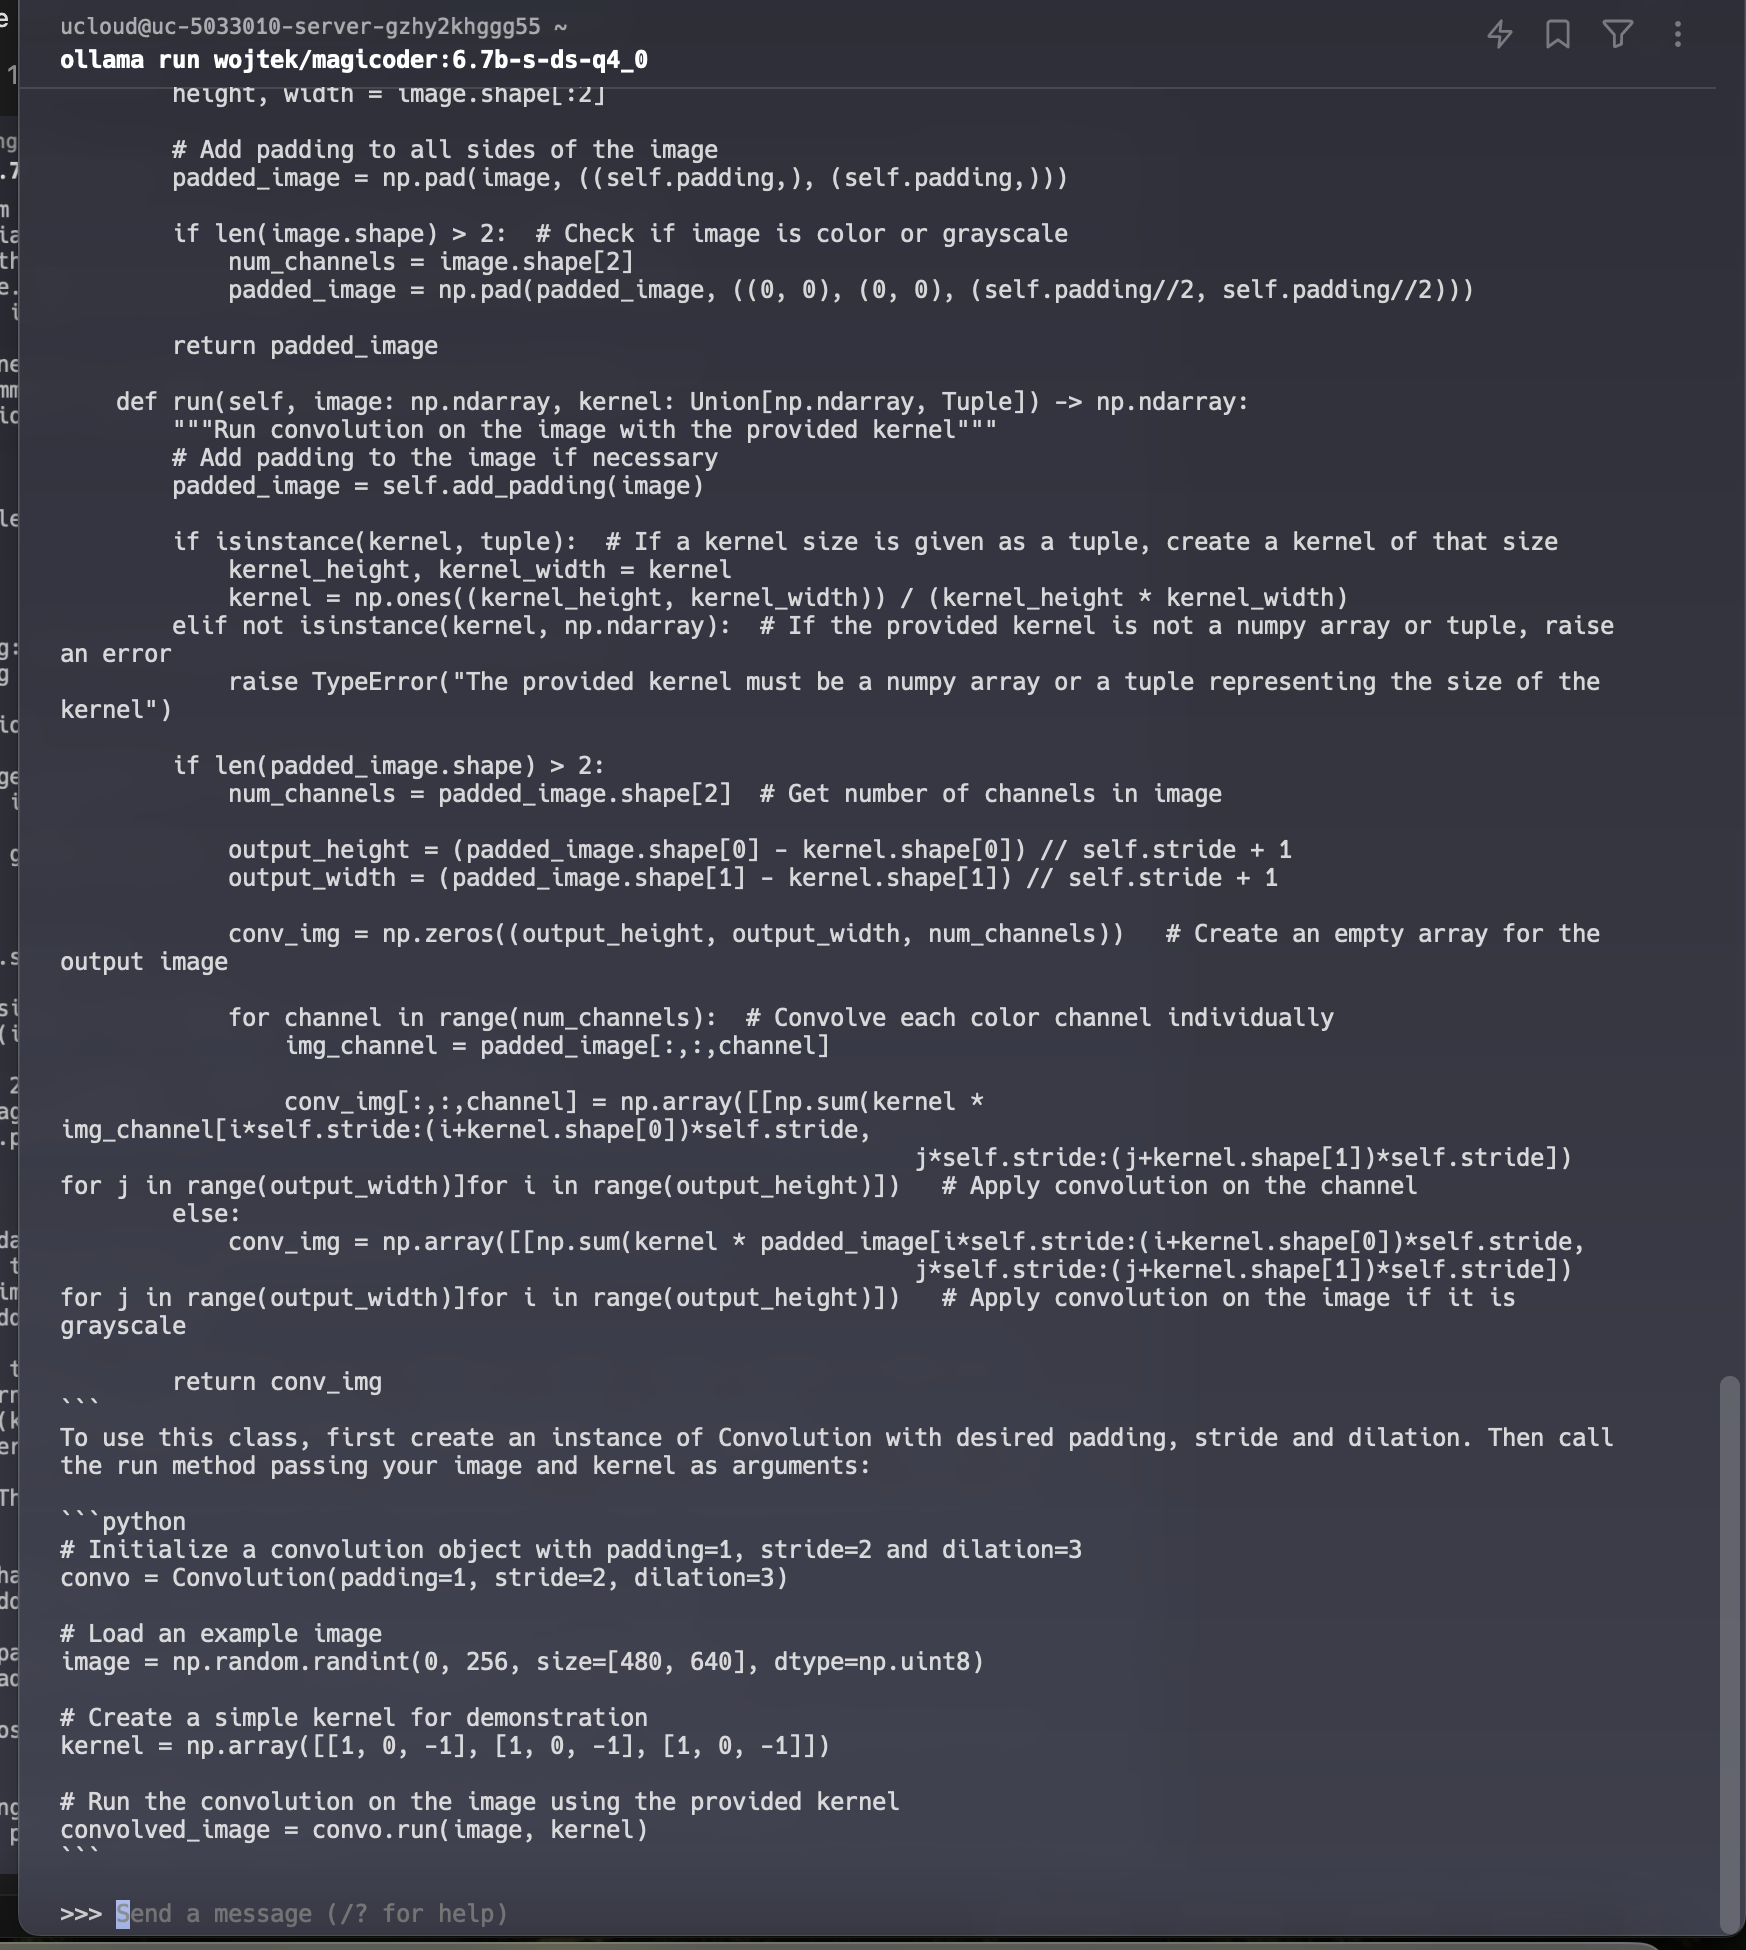 ucloud@uc-5033010-server-gzhy2khggg55 ~
ollama run wojtek/magicoder:6.7b-s-ds-q4_0
        height, width = image.shape[:2]

        # Add padding to all sides of the image
        padded_image = np.pad(image, ((self.padding,), (self.padding,)))

        if len(image.shape) > 2:  # Check if image is color or grayscale
            num_channels = image.shape[2]
            padded_image = np.pad(padded_image, ((0, 0), (0, 0), (self.padding//2, self.padding//2)))

        return padded_image

    def run(self, image: np.ndarray, kernel: Union[np.ndarray, Tuple]) -> np.ndarray:
        """Run convolution on the image with the provided kernel"""
        # Add padding to the image if necessary
        padded_image = self.add_padding(image)

        if isinstance(kernel, tuple):  # If a kernel size is given as a tuple, create a kernel of that size
            kernel_height, kernel_width = kernel
            kernel = np.ones((kernel_height, kernel_width)) / (kernel_height * kernel_width)
        elif not isinstance(kernel, np.ndarray):  # If the provided kernel is not a numpy array or tuple, raise
an error
            raise TypeError("The provided kernel must be a numpy array or a tuple representing the size of the
kernel")

        if len(padded_image.shape) > 2:
            num_channels = padded_image.shape[2]  # Get number of channels in image

            output_height = (padded_image.shape[0] - kernel.shape[0]) // self.stride + 1
            output_width = (padded_image.shape[1] - kernel.shape[1]) // self.stride + 1

            conv_img = np.zeros((output_height, output_width, num_channels))   # Create an empty array for the
output image

            for channel in range(num_channels):  # Convolve each color channel individually
                img_channel = padded_image[:,:,channel]

                conv_img[:,:,channel] = np.array([[np.sum(kernel *
img_channel[i*self.stride:(i+kernel.shape[0])*self.stride,
                                                             j*self.stride:(j+kernel.shape[1])*self.stride])
for j in range(output_width)]for i in range(output_height)])   # Apply convolution on the channel
        else:
            conv_img = np.array([[np.sum(kernel * padded_image[i*self.stride:(i+kernel.shape[0])*self.stride,
                                                             j*self.stride:(j+kernel.shape[1])*self.stride])
for j in range(output_width)]for i in range(output_height)])   # Apply convolution on the image if it is
grayscale

        return conv_img
```
To use this class, first create an instance of Convolution with desired padding, stride and dilation. Then call
the run method passing your image and kernel as arguments:

```python
# Initialize a convolution object with padding=1, stride=2 and dilation=3
convo = Convolution(padding=1, stride=2, dilation=3)

# Load an example image
image = np.random.randint(0, 256, size=[480, 640], dtype=np.uint8)

# Create a simple kernel for demonstration
kernel = np.array([[1, 0, -1], [1, 0, -1], [1, 0, -1]])

# Run the convolution on the image using the provided kernel
convolved_image = convo.run(image, kernel)
```

>>> Send a message (/? for help)